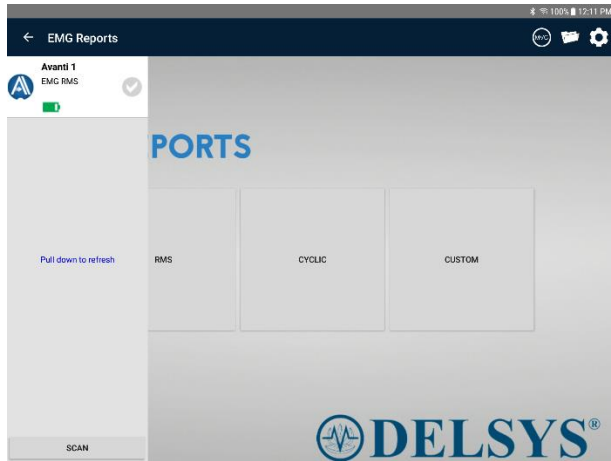 100% 12:11 PM
EMG Reports
MVC
Avanti 1
EMG RMS
PORTS
Pull down to refresh
RMS
CYCLIC
CUSTOM
SCAN
DELSYS®